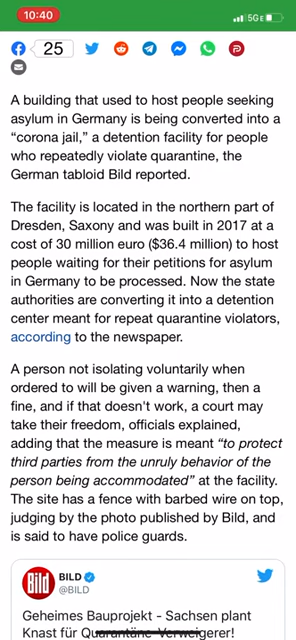 10:40
5GE
25
A building that used to host people seeking
asylum in Germany is being converted into a
“corona jail,” a detention facility for people
who repeatedly violate quarantine, the
German tabloid Bild reported.
The facility is located in the northern part of
Dresden, Saxony and was built in 2017 at a
cost of 30 million euro ($36.4 million) to host
people waiting for their petitions for asylum
in Germany to be processed. Now the state
authorities are converting it into a detention
center meant for repeat quarantine violators,
according to the newspaper.
A person not isolating voluntarily when
ordered to will be given a warning, then a
fine, and if that doesn't work, a court may
take their freedom, officials explained,
adding that the measure is meant “to protect
third parties from the unruly behavior of the
person being accommodated” at the facility.
The site has a fence with barbed wire on top,
judging by the photo published by Bild, and
is said to have police guards.
Bild
BILD
@BILD
Geheimes Bauprojekt - Sachsen plant
Knast für Quarantäne-Verweigerer!